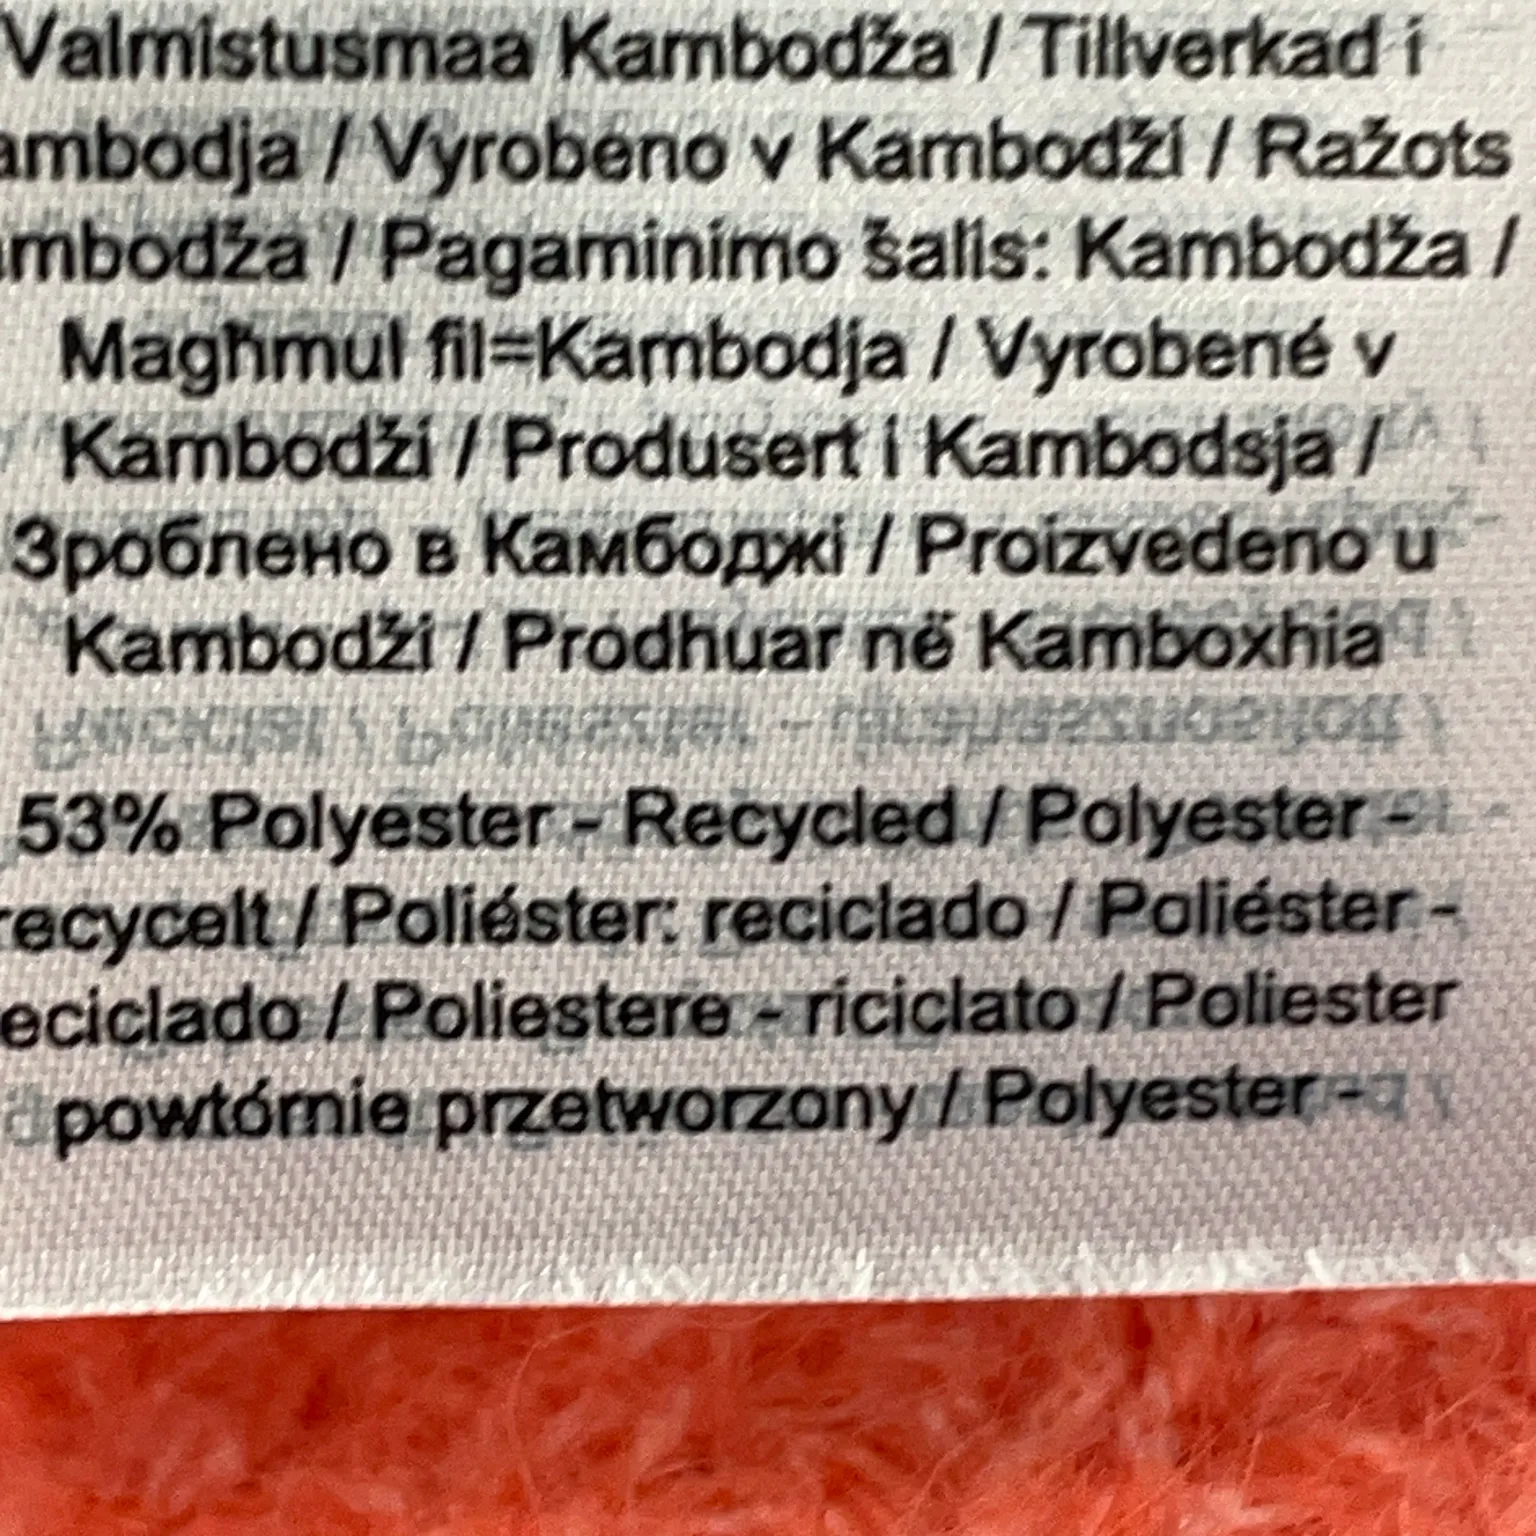 Valmistusmaa Kambodža / Tillverkad i
ambodja / Vyrobeno v Kambodži / Ražots
mbodža / Pagaminimo šalis: Kambodža /
Magħmul fil=Kambodja / Vyrobené v
Kambodži / Produsert i Kambodsja /
Зроблено в Камбоджі / Proizvedeno u
Kambodži / Prodhuar në Kamboxhia
53% Polyester - Recycled / Polyester -
recycelt / Poliéster: reciclado / Poliéster -
eciclado / Poliestere - riciclato / Poliester
powtórnie przetworzony / Polyester -